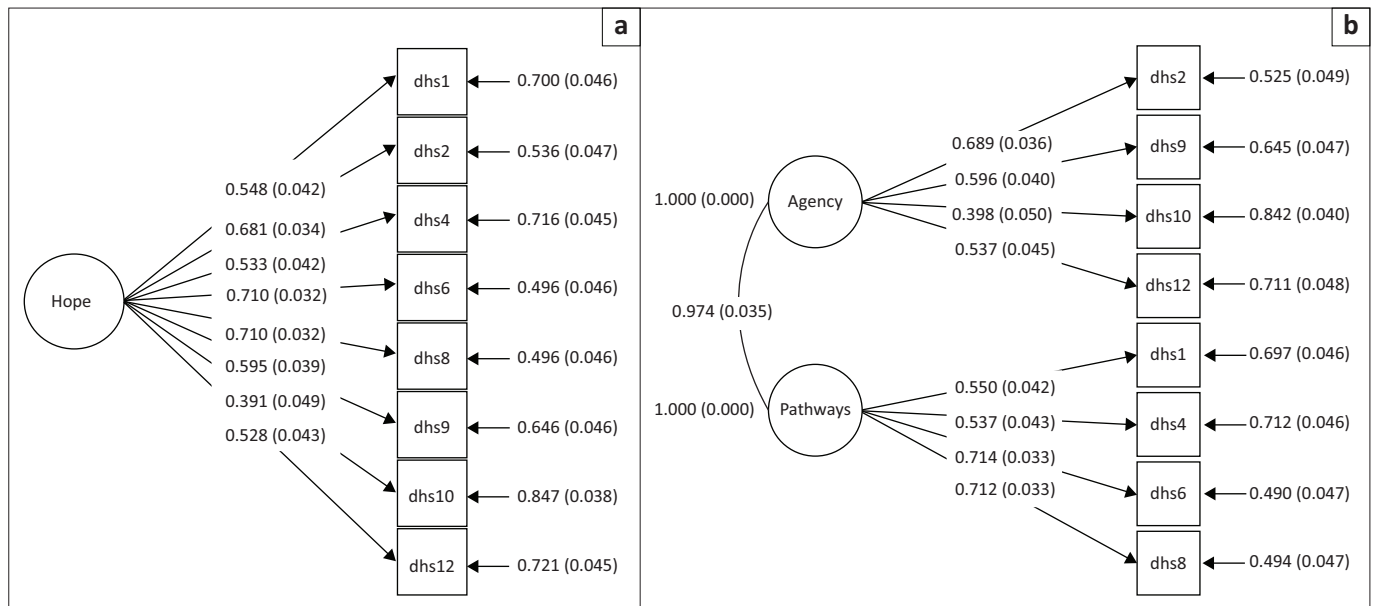 a
dhs1
0.700 (0.046)
dhs2
0.536 (0.047)
0.548 (0.042)
dhs4
0.716 (0.045)
0.681 (0.034)
0.533 (0.042)
Hope
0.710 (0.032)
dhs6
0.496 (0.046)
0.710 (0.032)
dhs8
0.496 (0.046)
0.595 (0.039)
0.391 (0.049)
dhs9
0.646 (0.046)
0.528 (0.043)
dhs10
0.847 (0.038)
dhs12
0.721 (0.045)
b
dhs2
0.525 (0.049)
0.689 (0.036)
dhs9
0.645 (0.047)
0.596 (0.040)
1.000 (0.000)
Agency
0.398 (0.050)
dhs10
0.842 (0.040)
0.537 (0.045)
dhs12
0.711 (0.048)
0.974 (0.035)
dhs1
0.697 (0.046)
0.550 (0.042)
1.000 (0.000)
Pathways
0.537 (0.043)
dhs4
0.712 (0.046)
0.714 (0.033)
0.712 (0.033)
dhs6
0.490 (0.047)
dhs8
0.494 (0.047)